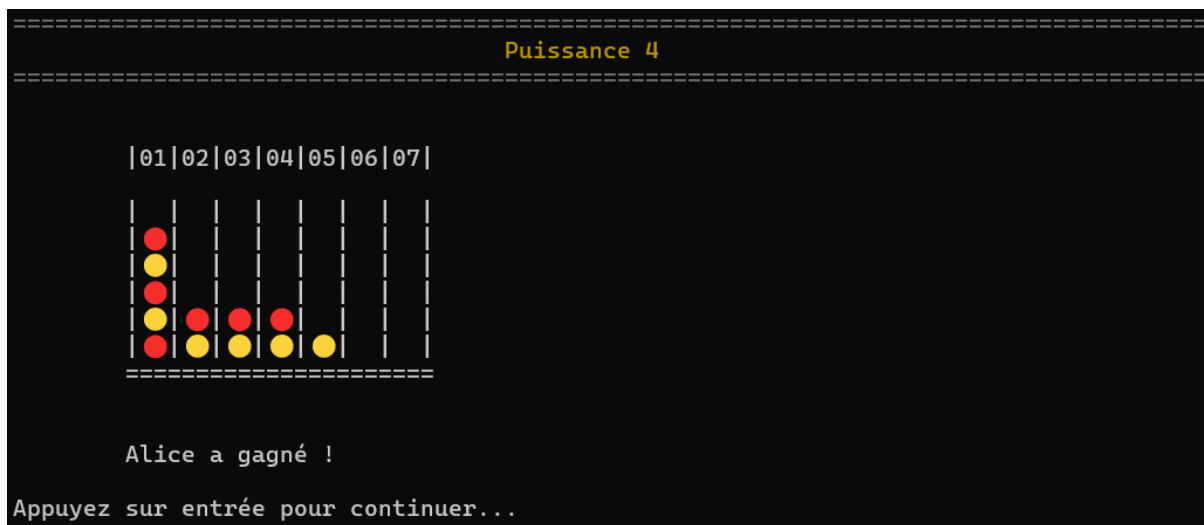 Puissance 4
|01|02|03|04|05|06|07|
Alice a gagné !
Appuyez sur entrée pour continuer...